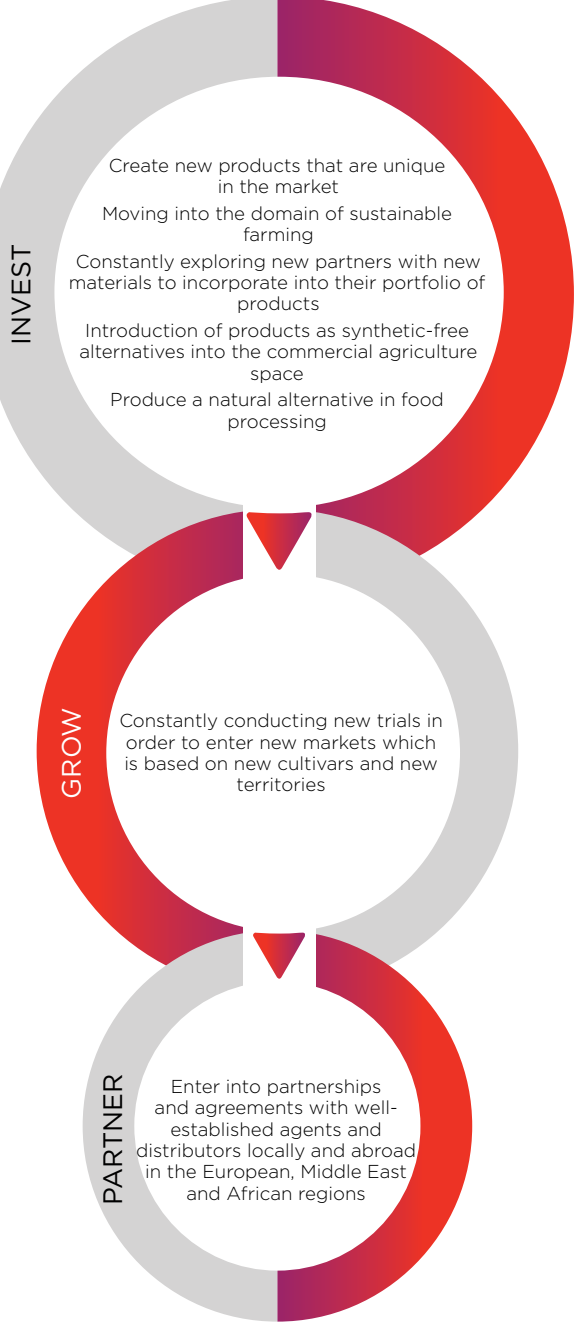 INVEST
Create new products that are unique
in the market
Moving into the domain of sustainable
farming
Constantly exploring new partners with new
materials to incorporate into their portfolio of
products
Introduction of products as synthetic-free
alternatives into the commercial agriculture
space
Produce a natural alternative in food
processing
GROW
Constantly conducting new trials in
order to enter new markets which
is based on new cultivars and new
territories
PARTNER
Enter into partnerships
and agreements with well-
established agents and
distributors locally and abroad
in the European, Middle East
and African regions